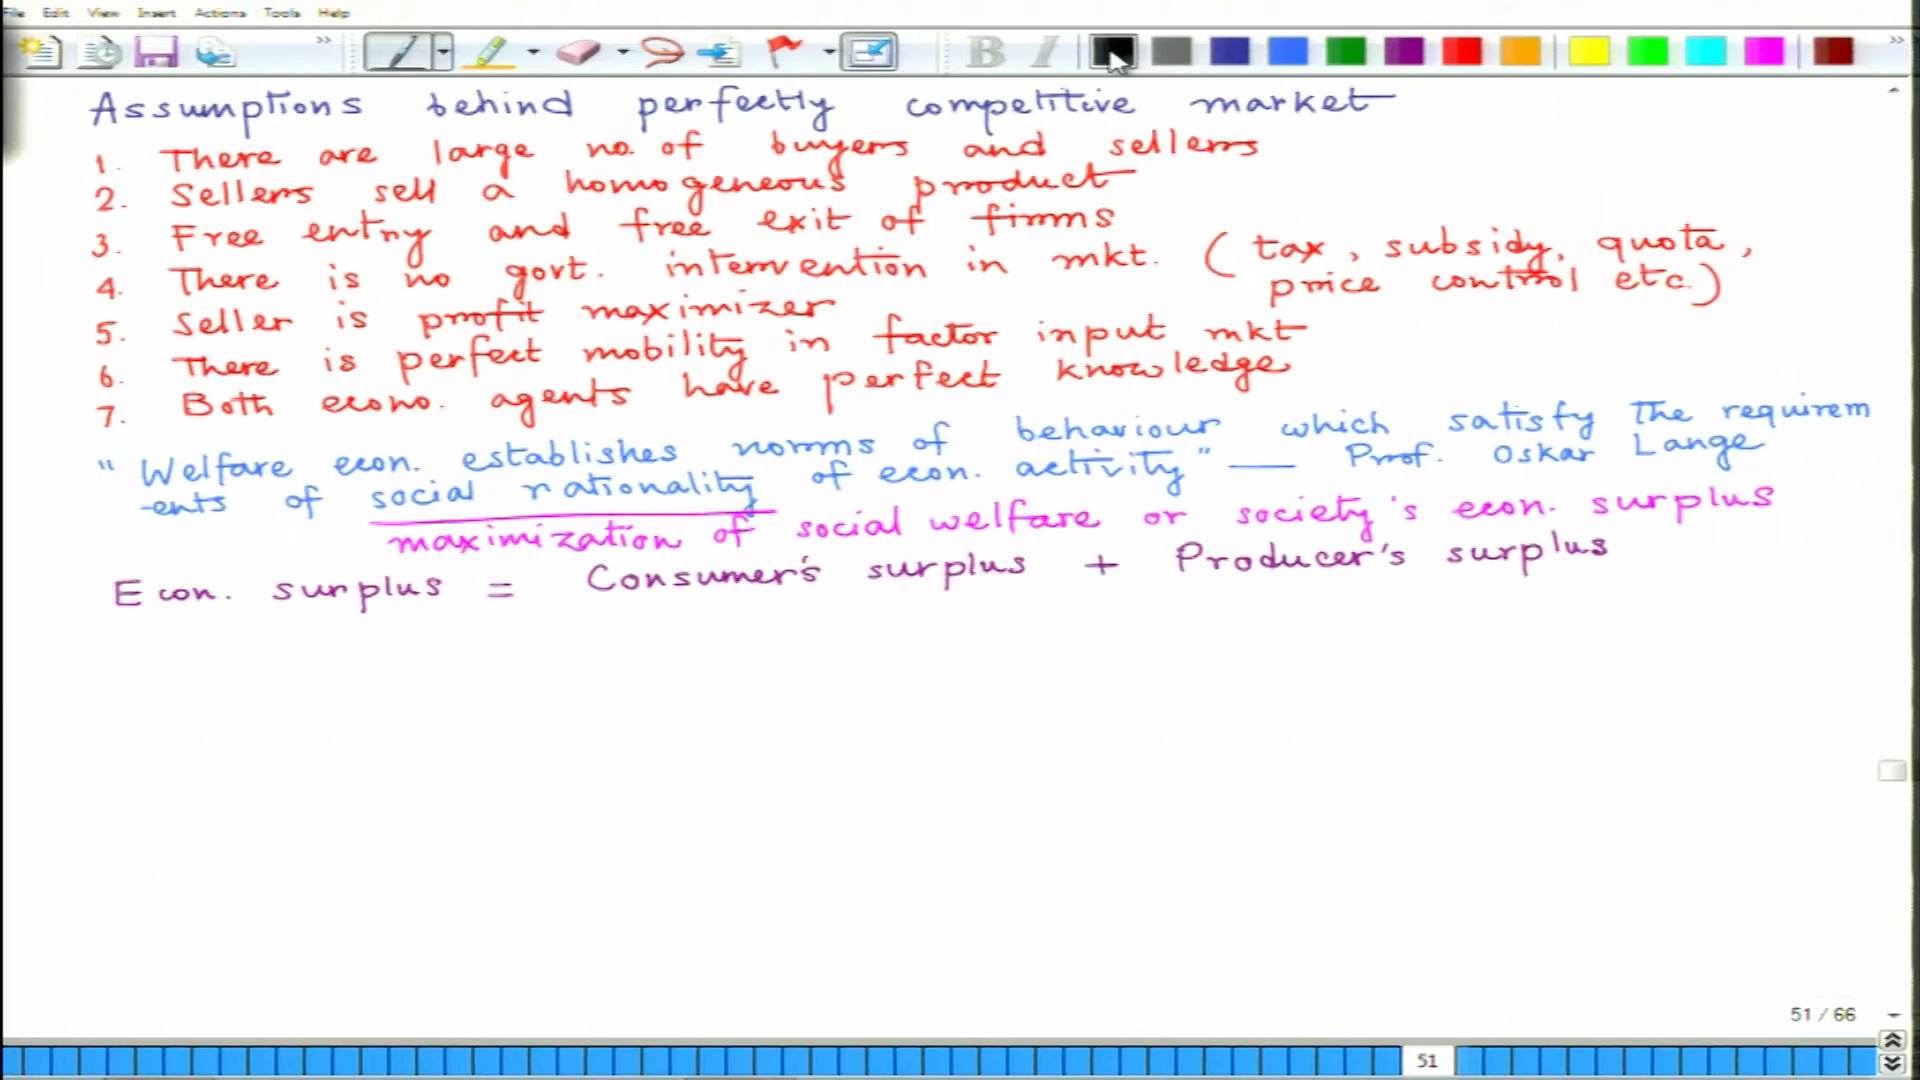 File Edit View Insert Actions Tools Help
B I
Assumptions behind perfectly competitive market
1. There are large no. of buyers and sellers
2. Sellers sell a homogeneous product
3. Free entry and free exit of firms
4. There is no govt. intervention in mkt. (tax, subsidy, quota, price control etc.)
5. Seller is profit maximizer
6. There is perfect mobility in factor input mkt
7. Both econo. agents have perfect knowledge
"Welfare econ. establishes norms of behaviour which satisfy the requirem
-ents of social rationality of econ. activity" — Prof. Oskar Lange
maximization of social welfare or society's econ. surplus
Econ. surplus = Consumer's surplus + Producer's surplus
51 / 66
51